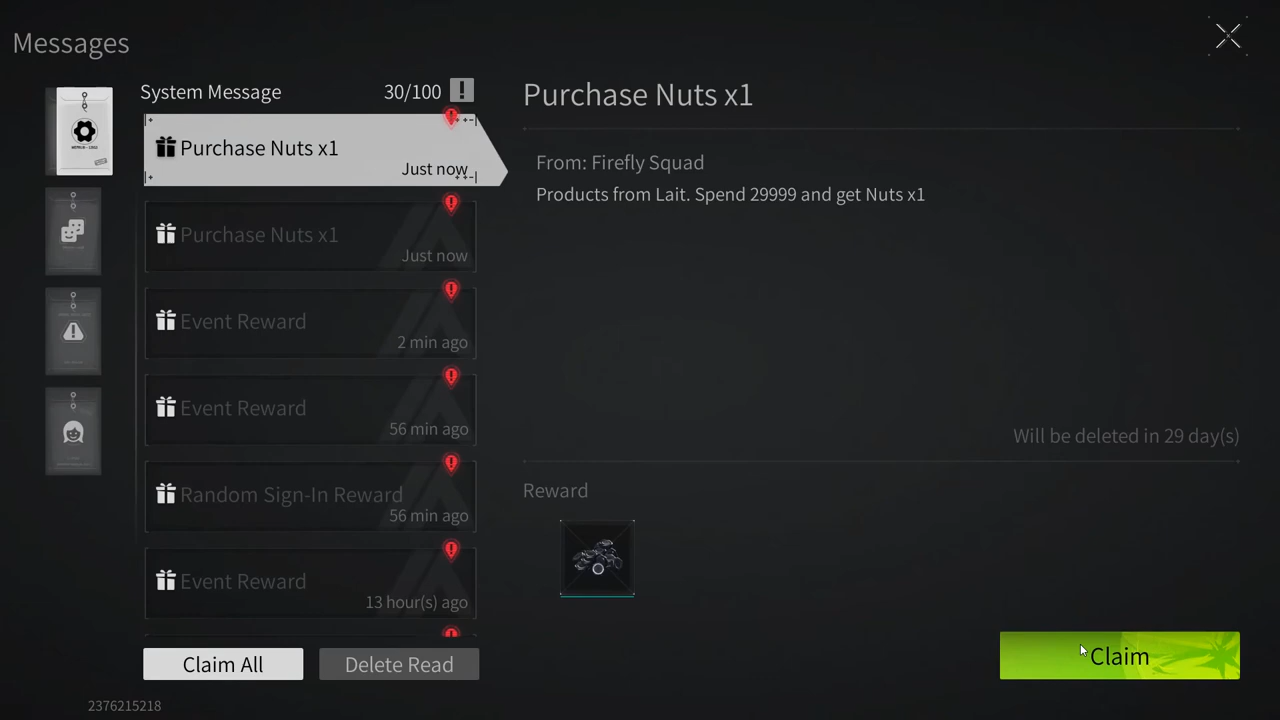 Messages
System Message 30/100
Purchase Nuts x1
Just now
Purchase Nuts x1
Just now
Event Reward
2 min ago
Event Reward
56 min ago
Random Sign-In Reward
56 min ago
Event Reward
13 hour(s) ago
Claim All
Delete Read
2376215218
Purchase Nuts x1
From: Firefly Squad
Products from Lait. Spend 29999 and get Nuts x1
Will be deleted in 29 day(s)
Reward
Claim